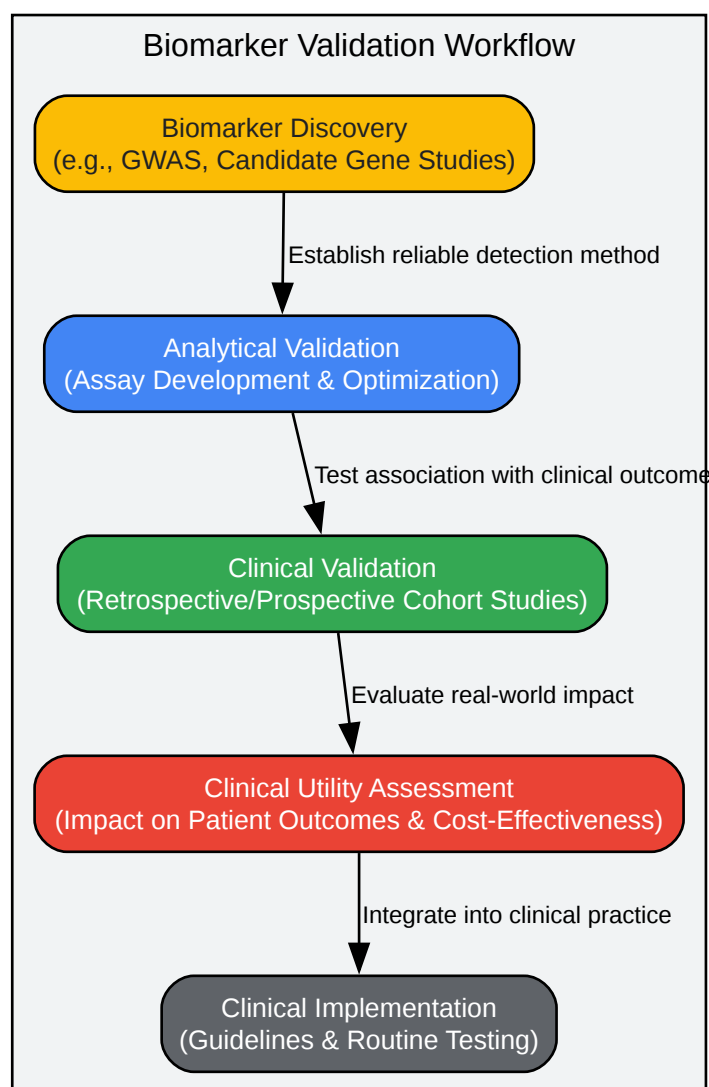 Biomarker Validation Workflow
Biomarker Discovery
(e.g., GWAS, Candidate Gene Studies)
Establish reliable detection method
Analytical Validation
(Assay Development & Optimization)
Test association with clinical outcome
Clinical Validation
(Retrospective/Prospective Cohort Studies)
Evaluate real-world impact
Clinical Utility Assessment
(Impact on Patient Outcomes & Cost-Effectiveness)
Integrate into clinical practice
Clinical Implementation
(Guidelines & Routine Testing)